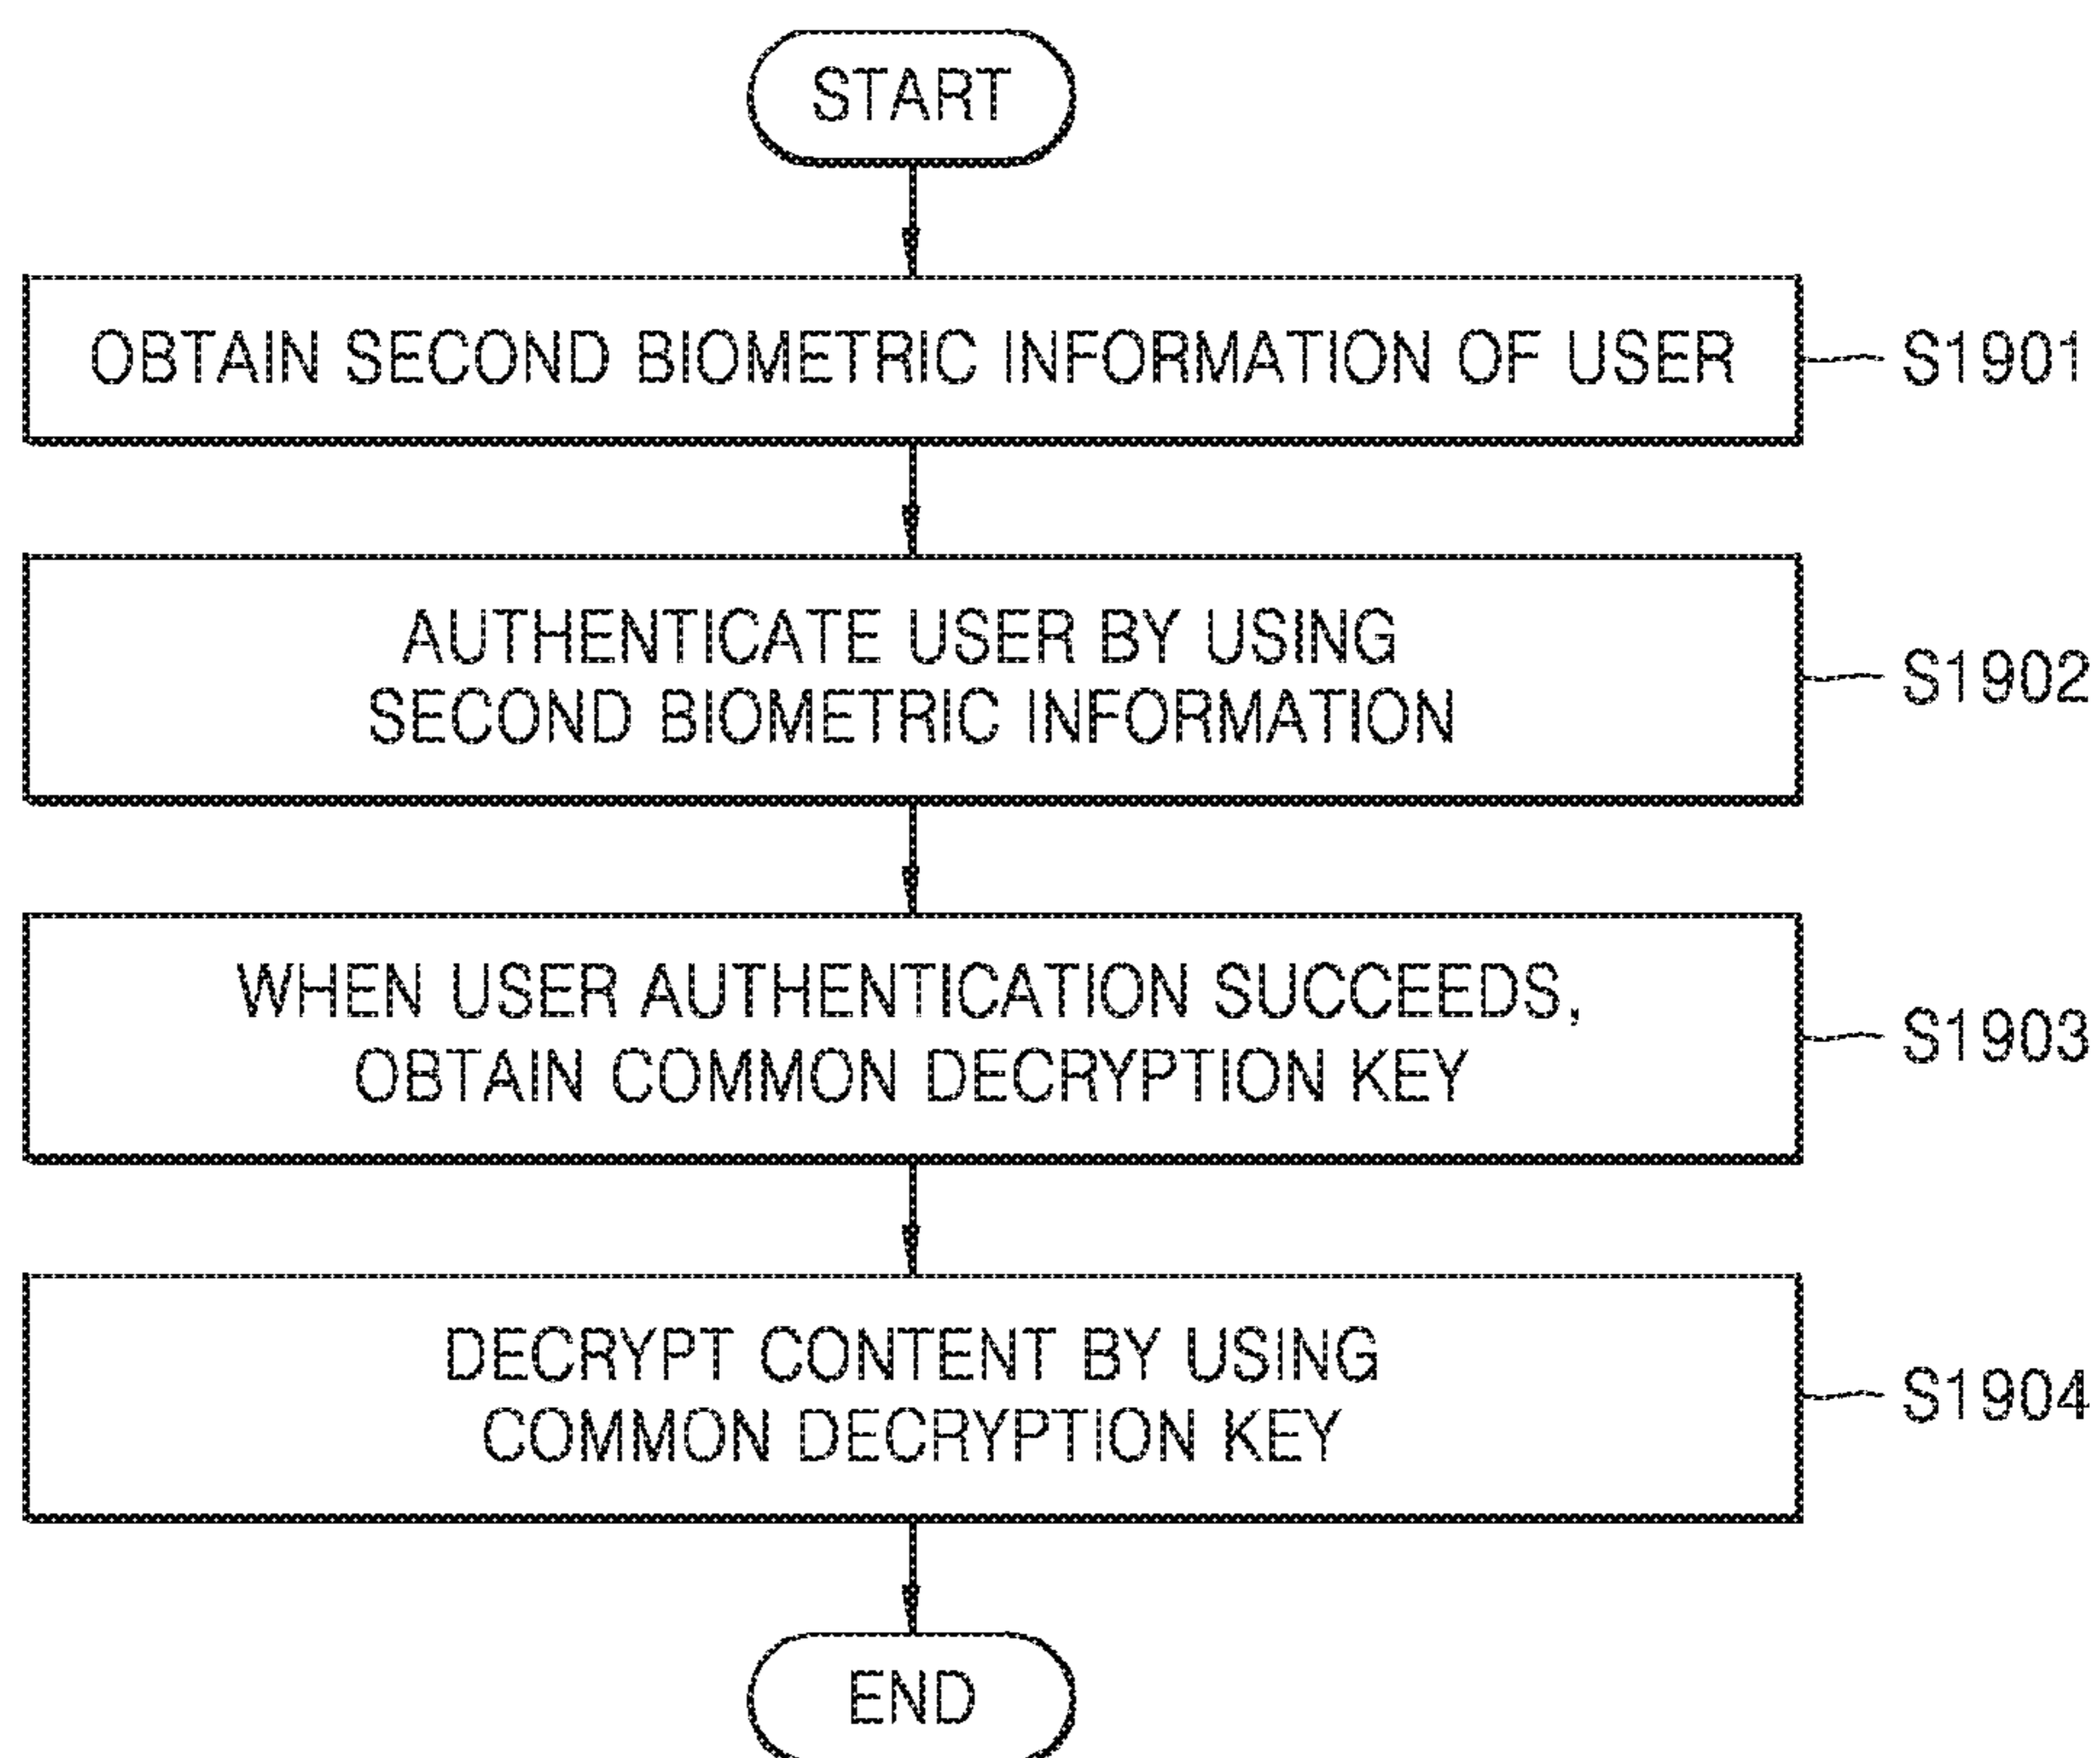 START
OBTAIN SECOND BIOMETRIC INFORMATION OF USER
S1901
AUTHENTICATE USER BY USING
SECOND BIOMETRIC INFORMATION
S1902
WHEN USER AUTHENTICATION SUCCEEDS,
OBTAIN COMMON DECRYPTION KEY
S1903
DECRYPT CONTENT BY USING
COMMON DECRYPTION KEY
S1904
END